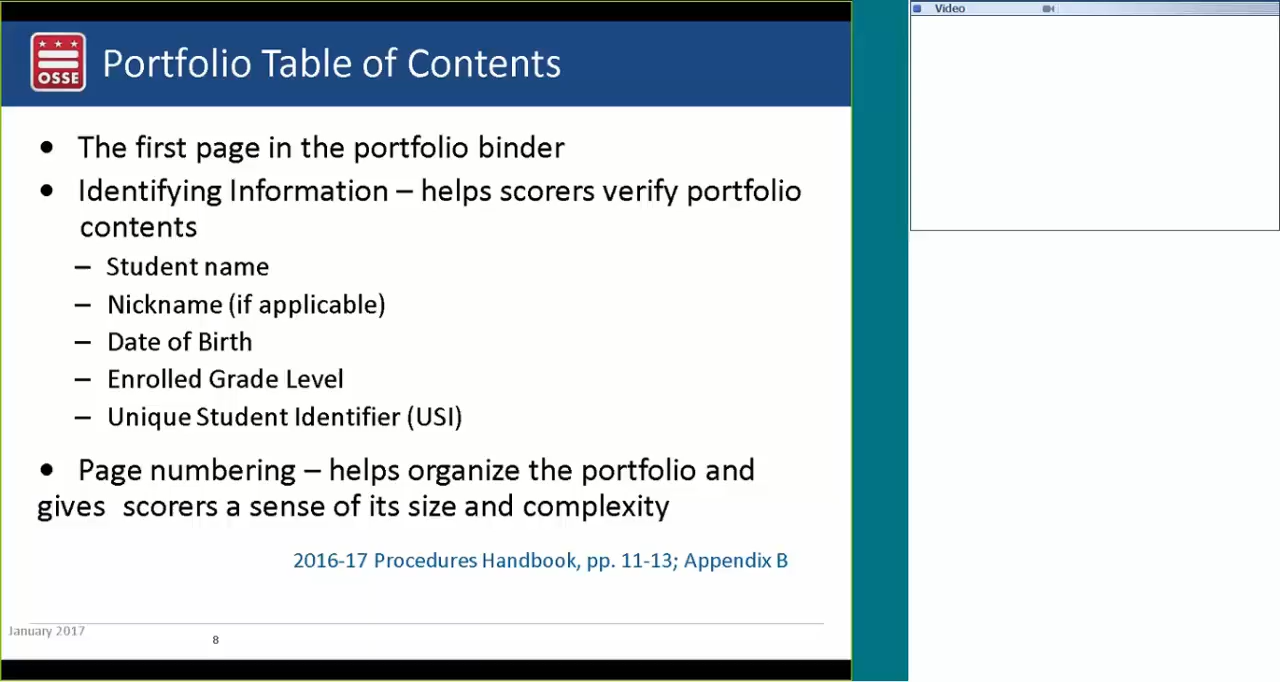 Video
OSSE
Portfolio Table of Contents
• The first page in the portfolio binder
• Identifying Information – helps scorers verify portfolio
contents
– Student name
– Nickname (if applicable)
– Date of Birth
– Enrolled Grade Level
– Unique Student Identifier (USI)
• Page numbering – helps organize the portfolio and
gives scorers a sense of its size and complexity
2016-17 Procedures Handbook, pp. 11-13; Appendix B
January 2017
8